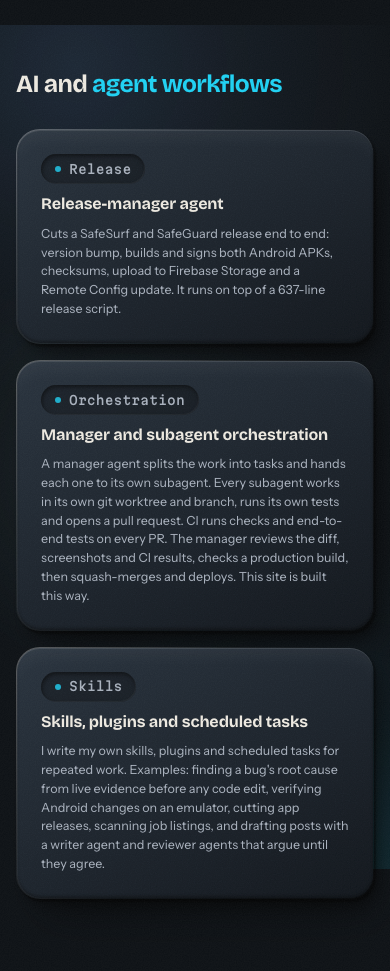 AI and agent workflows
Release
Release-manager agent
Cuts a SafeSurf and SafeGuard release end to end:
version bump, builds and signs both Android APKs,
checksums, upload to Firebase Storage and a
Remote Config update. It runs on top of a 637-line
release script.
Orchestration
Manager and subagent orchestration
A manager agent splits the work into tasks and hands
each one to its own subagent. Every subagent works
in its own git worktree and branch, runs its own tests
and opens a pull request. CI runs checks and end-to-
end tests on every PR. The manager reviews the diff,
screenshots and CI results, checks a production build,
then squash-merges and deploys. This site is built
this way.
Skills
Skills, plugins and scheduled tasks
I write my own skills, plugins and scheduled tasks for
repeated work. Examples: finding a bug's root cause
from live evidence before any code edit, verifying
Android changes on an emulator, cutting app
releases, scanning job listings, and drafting posts with
a writer agent and reviewer agents that argue until
they agree.